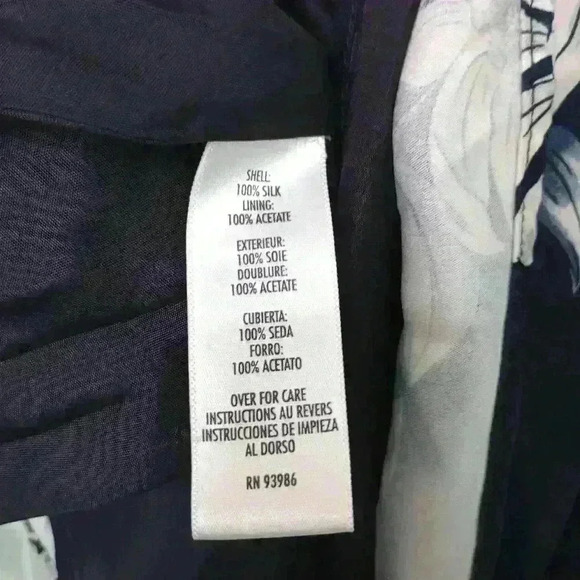 SHELL:
100% SILK
LINING:
100% ACETATE
EXTERIEUR:
100% SOIE
DOUBLURE:
100% ACETATE
CUBIERTA:
100% SEDA
FORRO:
100% ACETATO
OVER FOR CARE
INSTRUCTIONS AU REVERS
INSTRUCCIONES DE IMPIEZA
AL DORSO
RN 93986